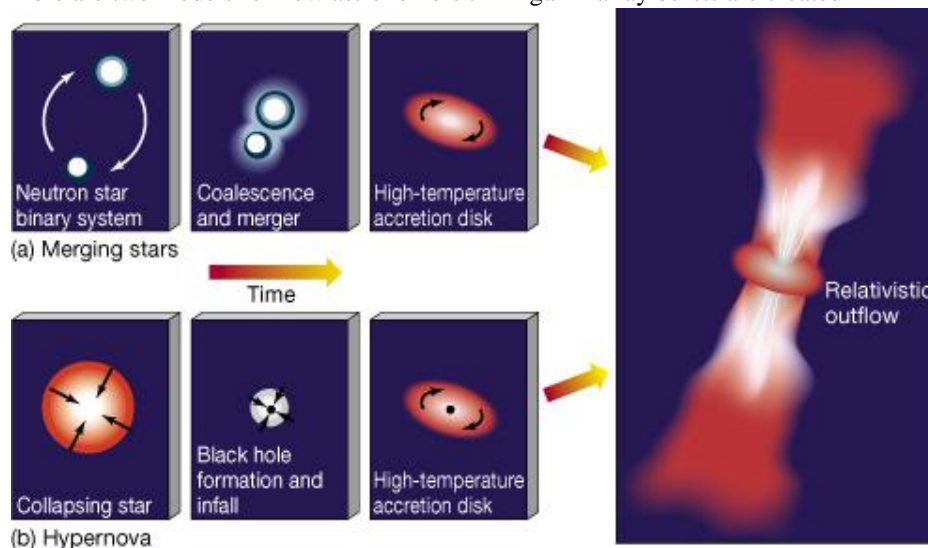 Neutron star
binary system
Coalescence
and merger
High-temperature
accretion disk
(a) Merging stars
Time
Relativistic
outflow
Collapsing star
Black hole
formation and
infall
High-temperature
accretion disk
(b) Hypernova